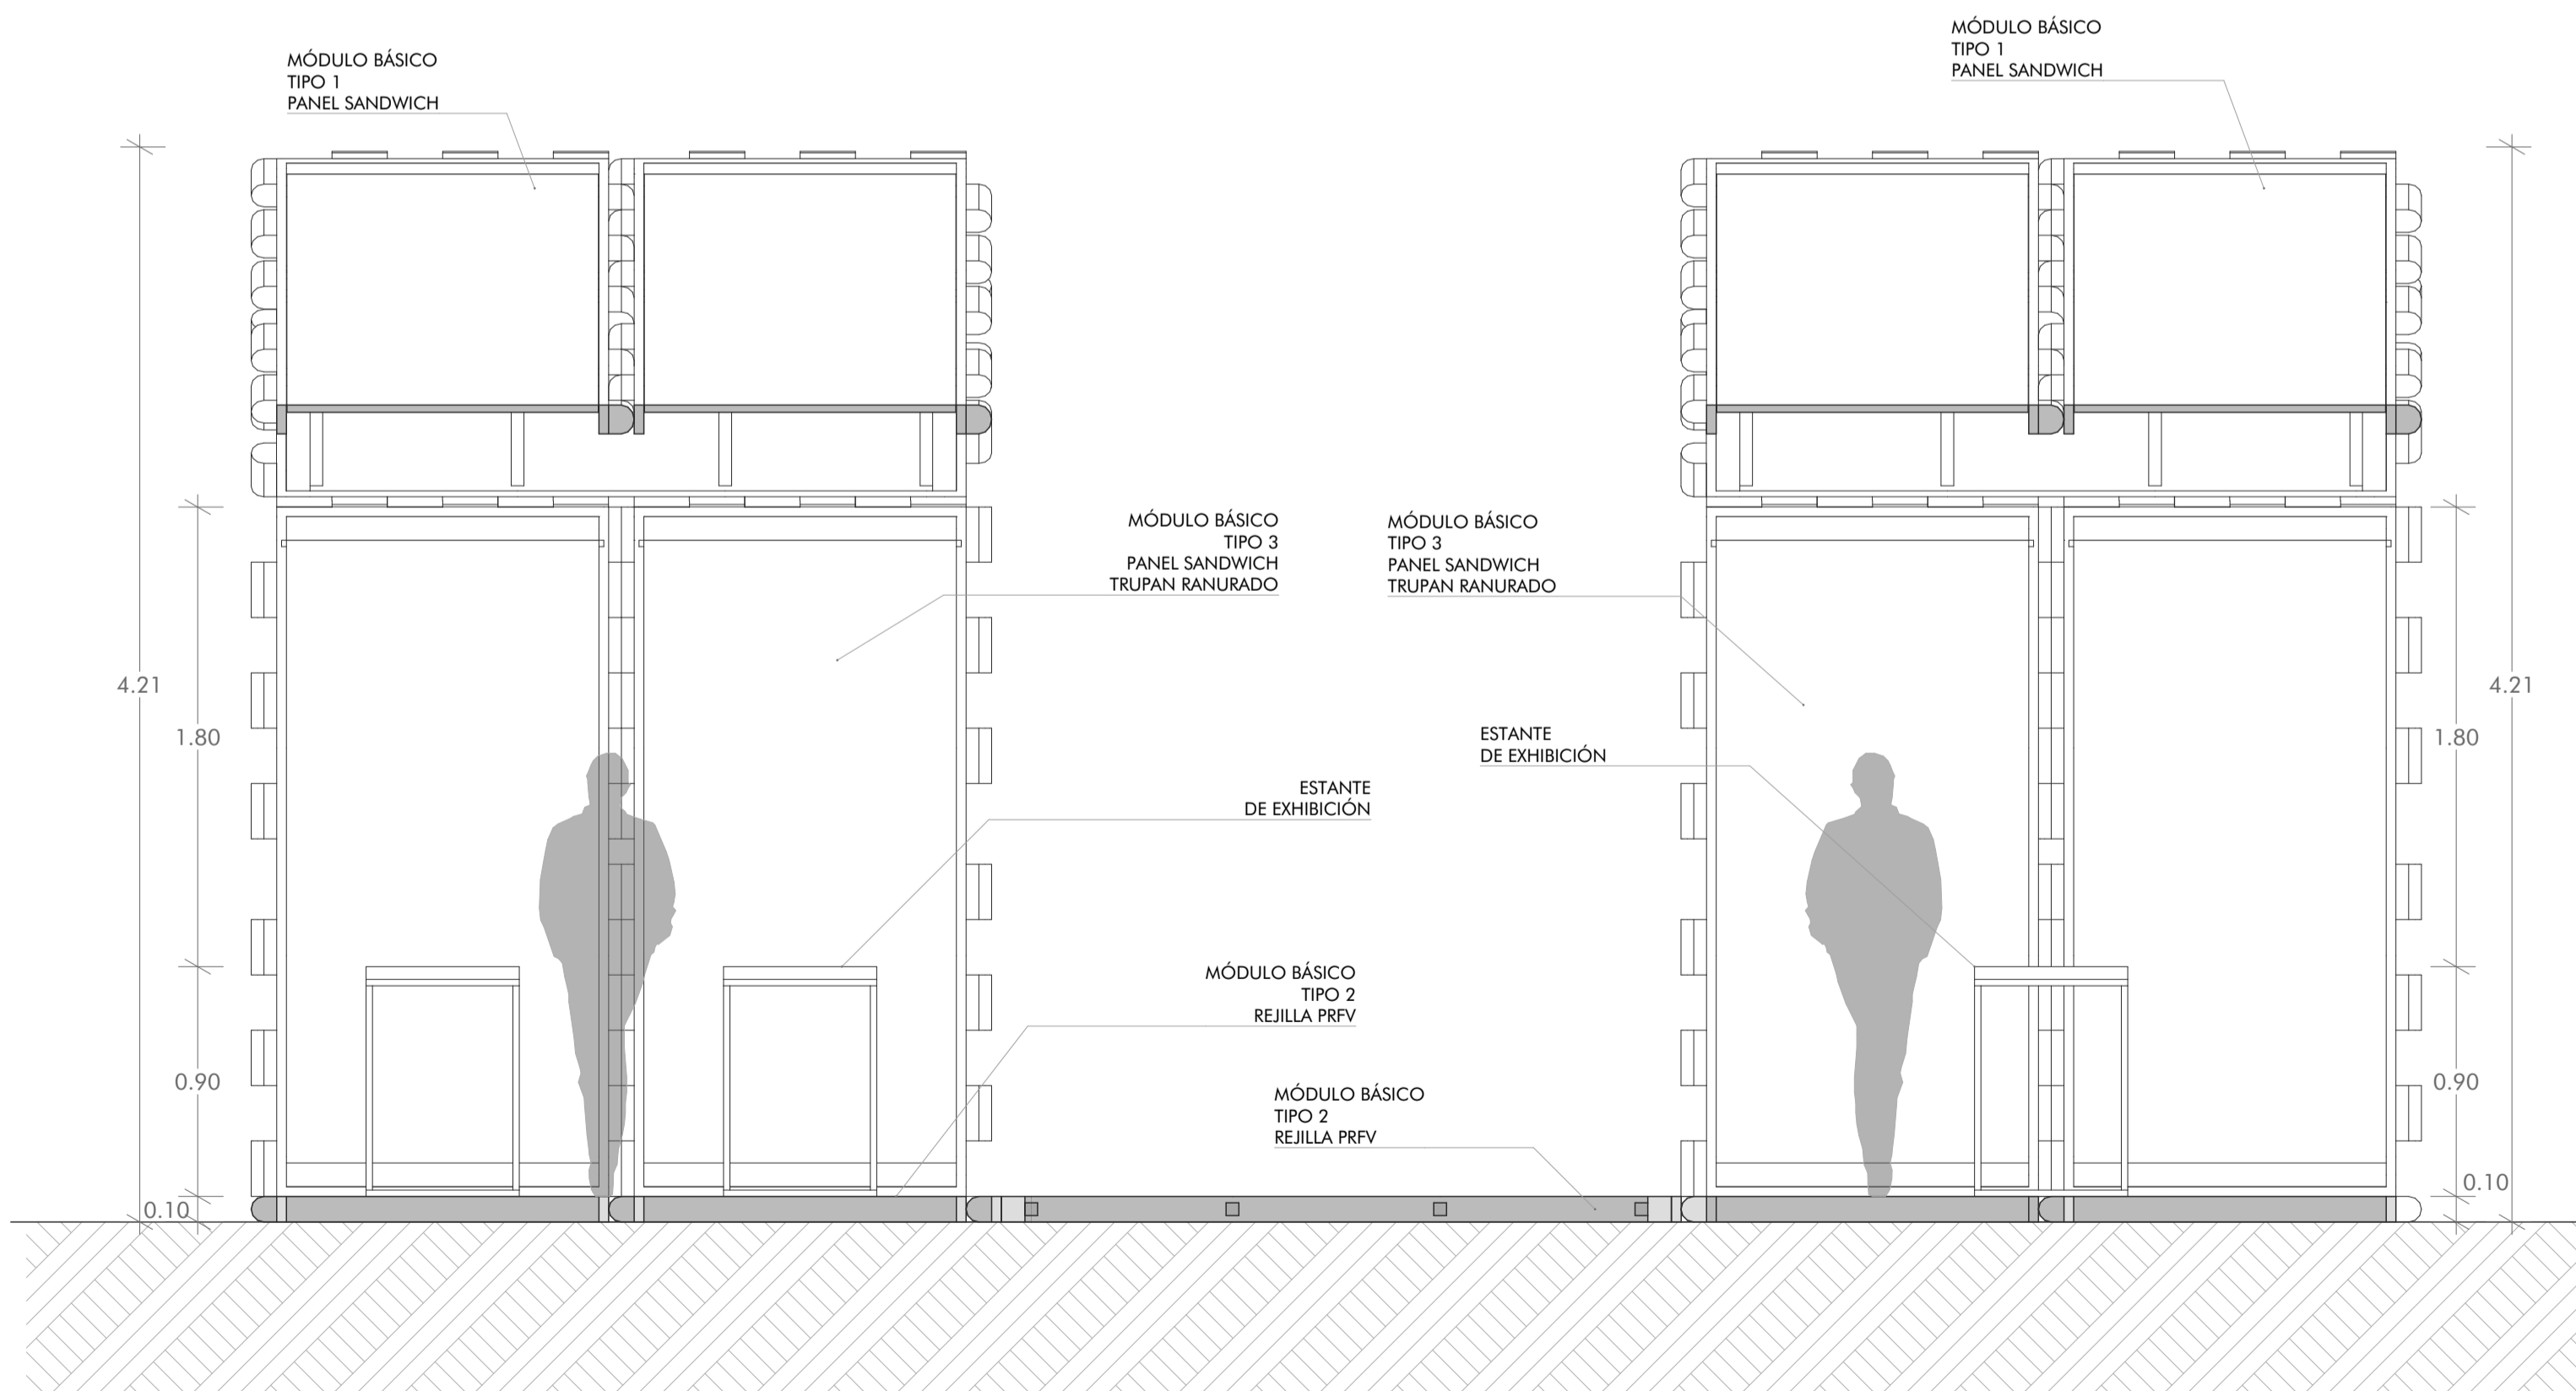 MÓDULO BÁSICO
TIPO 1
PANEL SANDWICH
MÓDULO BÁSICO
TIPO 1
PANEL SANDWICH
MÓDULO BÁSICO
TIPO 3
PANEL SANDWICH
TRUPAN RANURADO
MÓDULO BÁSICO
TIPO 3
PANEL SANDWICH
TRUPAN RANURADO
4.21
1.80
4.21
1.80
ESTANTE
DE EXHIBICIÓN
ESTANTE
DE EXHIBICIÓN
MÓDULO BÁSICO
TIPO 2
REJILLA PRFV
0.90
0.90
MÓDULO BÁSICO
TIPO 2
REJILLA PRFV
0.10
0.10